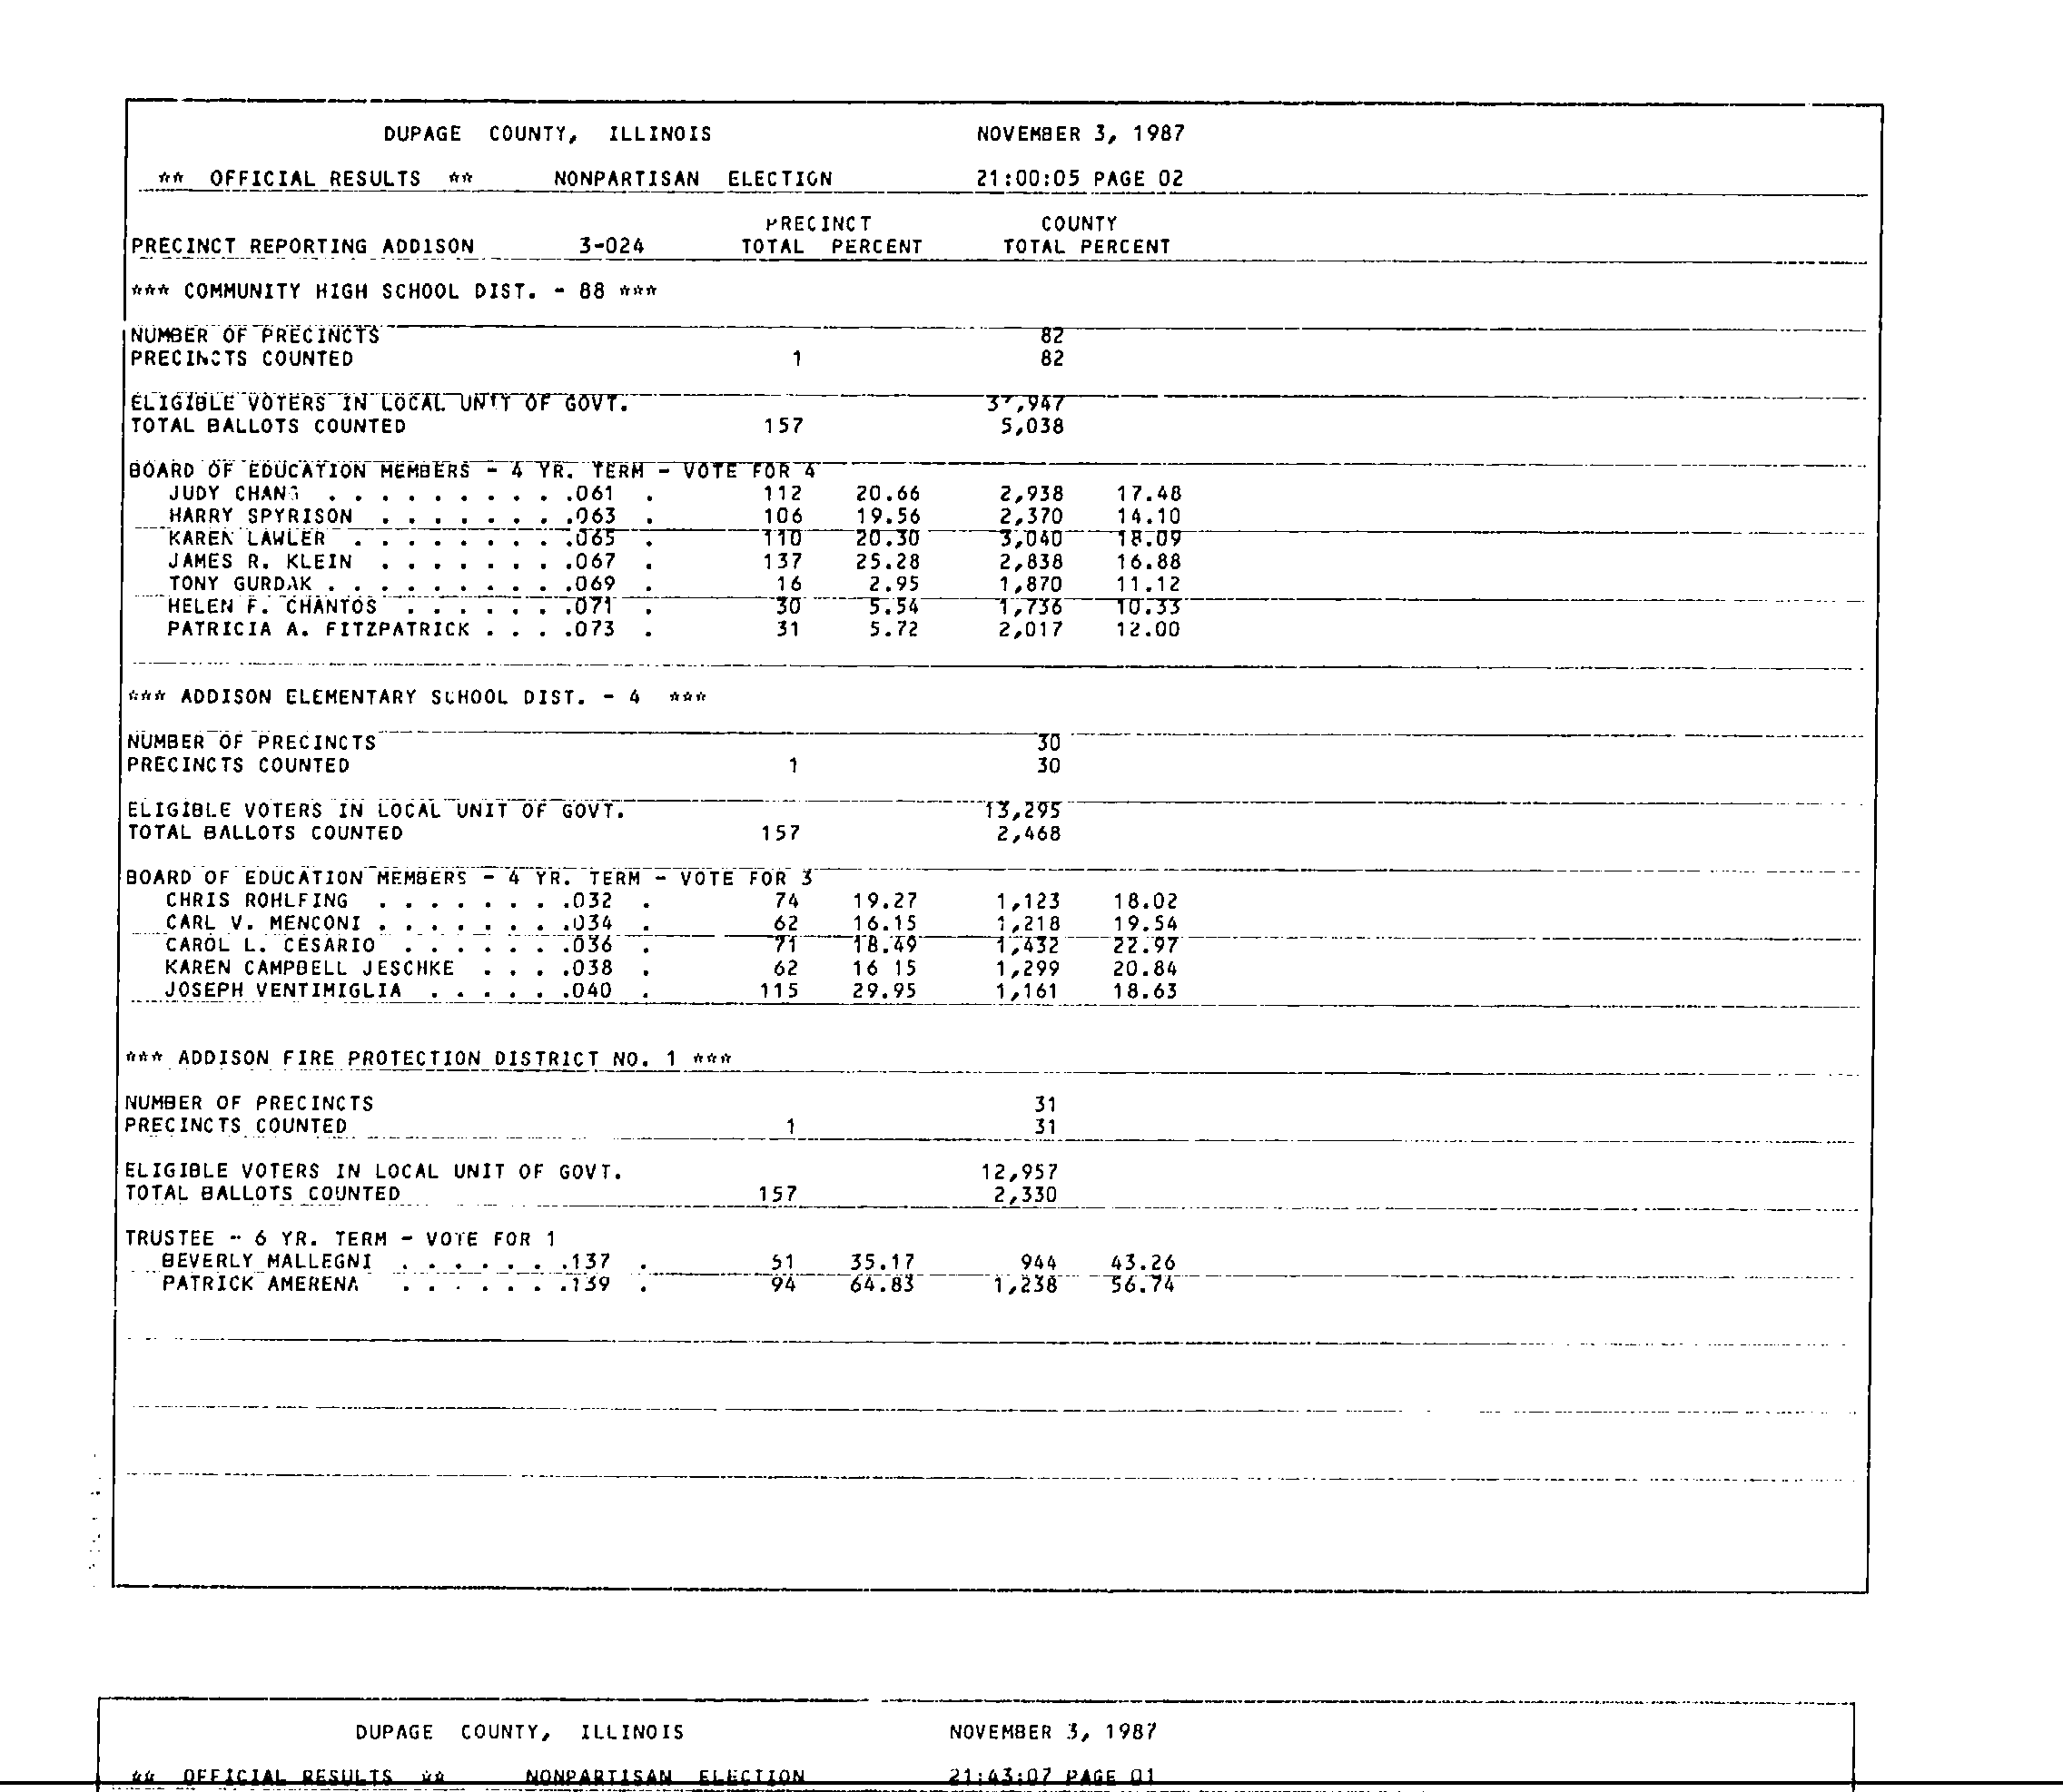 DUPAGE COUNTY, ILLINOIS NOVEMBER 3, 1987
** OFFICIAL RESULTS ** NONPARTISAN ELECTION 21:00:05 PAGE 02
PRECINCT COUNTY
PRECINCT REPORTING ADDISON 3-024 TOTAL PERCENT TOTAL PERCENT
*** COMMUNITY HIGH SCHOOL DIST. - 88 ***
NUMBER OF PRECINCTS 82
PRECINCTS COUNTED 1 82
ELIGIBLE VOTERS IN LOCAL UNIT OF GOVT.
TOTAL BALLOTS COUNTED 157 5,038
BOARD OF EDUCATION MEMBERS - 4 YR. TERM - VOTE FOR 4
JUDY CHANG . . . . . . . . . .061 . 112 20.66 2,938 17.48
HARRY SPYRISON . . . . . . . .063 . 106 19.56 2,370 14.10
KAREN LAWLER . . . . . . . . .065 . 110 20.30 3,040 18.09
JAMES R. KLEIN . . . . . . . .067 . 137 25.28 2,838 16.88
TONY GURDAK . . . . . . . . . .069 . 16 2.95 1,870 11.12
HELEN F. CHANTOS . . . . . . .071 . 30 5.54 1,736 10.33
PATRICIA A. FITZPATRICK . . . .073 . 31 5.72 2,017 12.00
*** ADDISON ELEMENTARY SCHOOL DIST. - 4 ***
NUMBER OF PRECINCTS 30
PRECINCTS COUNTED 1 30
ELIGIBLE VOTERS IN LOCAL UNIT OF GOVT. 13,295
TOTAL BALLOTS COUNTED 157 2,468
BOARD OF EDUCATION MEMBERS - 4 YR. TERM - VOTE FOR 3
CHRIS ROHLFING . . . . . . . .032 . 74 19.27 1,123 18.02
CARL V. MENCONI . . . . . . . .034 . 62 16.15 1,218 19.54
CAROL L. CESARIO . . . . . . .036 . 71 18.49 1,432 22.97
KAREN CAMPBELL JESCHKE . . . .038 . 62 16 15 1,299 20.84
JOSEPH VENTIMIGLIA . . . . . .040 . 115 29.95 1,161 18.63
*** ADDISON FIRE PROTECTION DISTRICT NO. 1 ***
NUMBER OF PRECINCTS 31
PRECINCTS COUNTED 1 31
ELIGIBLE VOTERS IN LOCAL UNIT OF GOVT. 12,957
TOTAL BALLOTS COUNTED 157 2,330
TRUSTEE - 6 YR. TERM - VOTE FOR 1
BEVERLY MALLEGNI . . . . . . .137 . 51 35.17 944 43.26
PATRICK AMERENA . . . . . . .139 . 94 64.83 1,238 56.74
DUPAGE COUNTY, ILLINOIS NOVEMBER 3, 1987
** OFFICIAL RESULTS ** NONPARTISAN ELECTION 21:43:07 PAGE 01